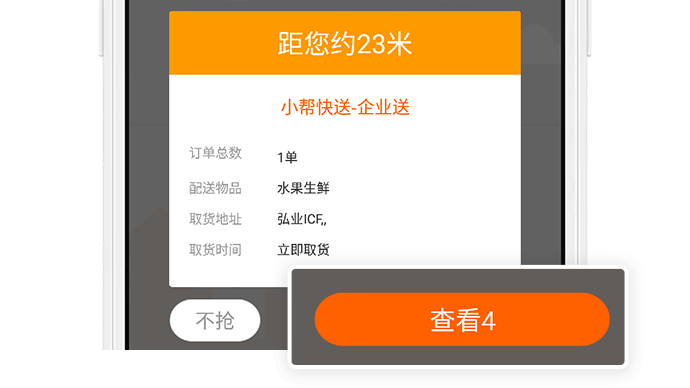 距您约23米
小帮快送-企业送
订单总数 1单
配送物品 水果生鲜
取货地址 弘业ICF,,
取货时间 立即取货
不抢 查看4